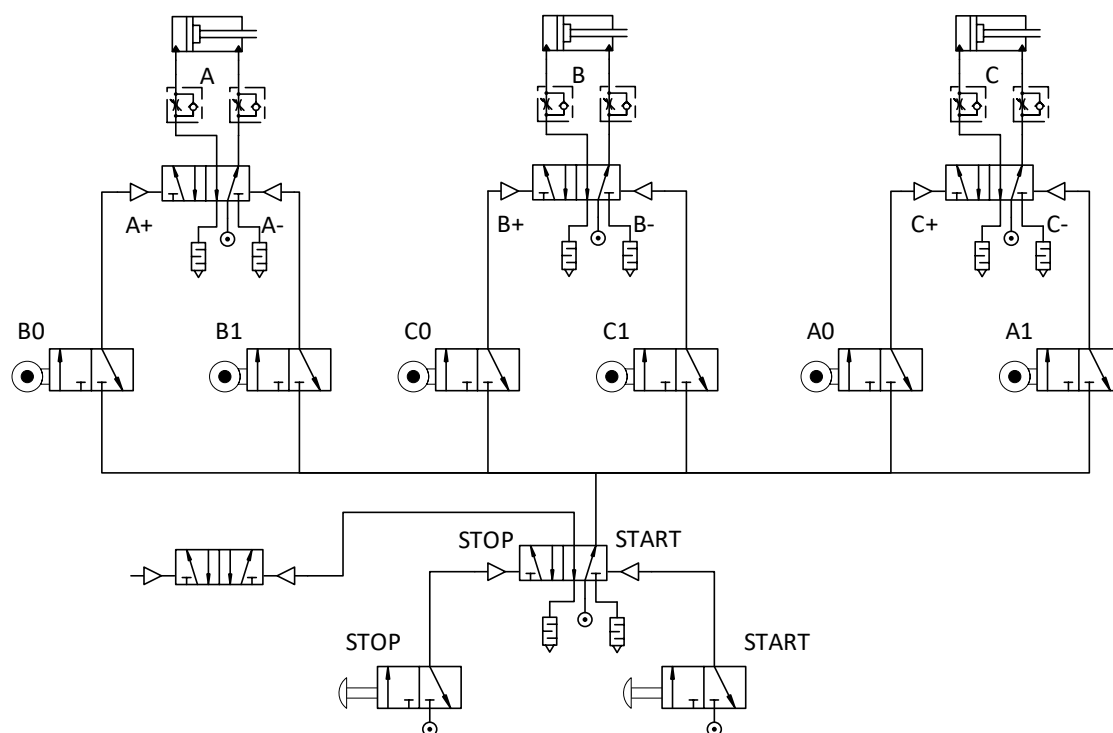 A B C
A+ A- B+ B- C+ C-
B0 B1 C0 C1 A0 A1
STOP START
STOP START